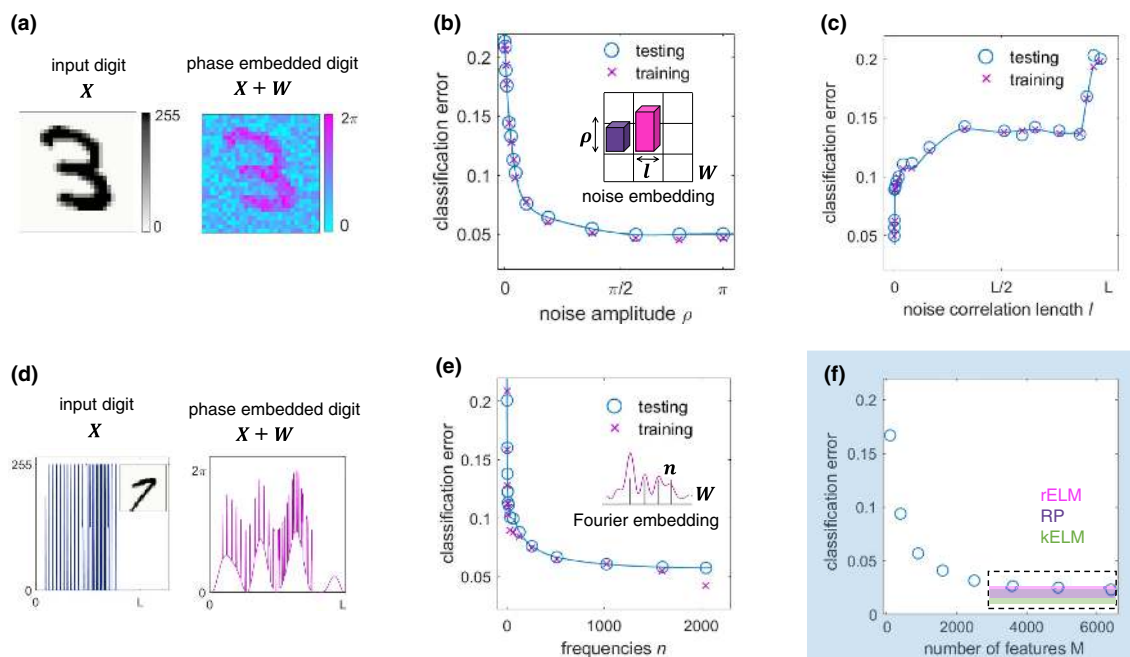 (a)
input digit
X
255
0
phase embedded digit
X + W
2π
0
(b)
classification error
0.2
0.15
0.1
0.05
testing
training
ρ
l
W
noise embedding
0
π/2
π
noise amplitude ρ
(c)
classification error
0.2
0.15
0.1
0.05
testing
training
0
L/2
L
noise correlation length l
(d)
input digit
X
255
0
0
L
phase embedded digit
X + W
2π
0
0
L
(e)
classification error
0.2
0.15
0.1
0.05
testing
training
n
W
Fourier embedding
0
1000
2000
frequencies n
(f)
classification error
0.2
0.15
0.1
0.05
0
rELM
RP
kELM
0
2000
4000
6000
number of features M